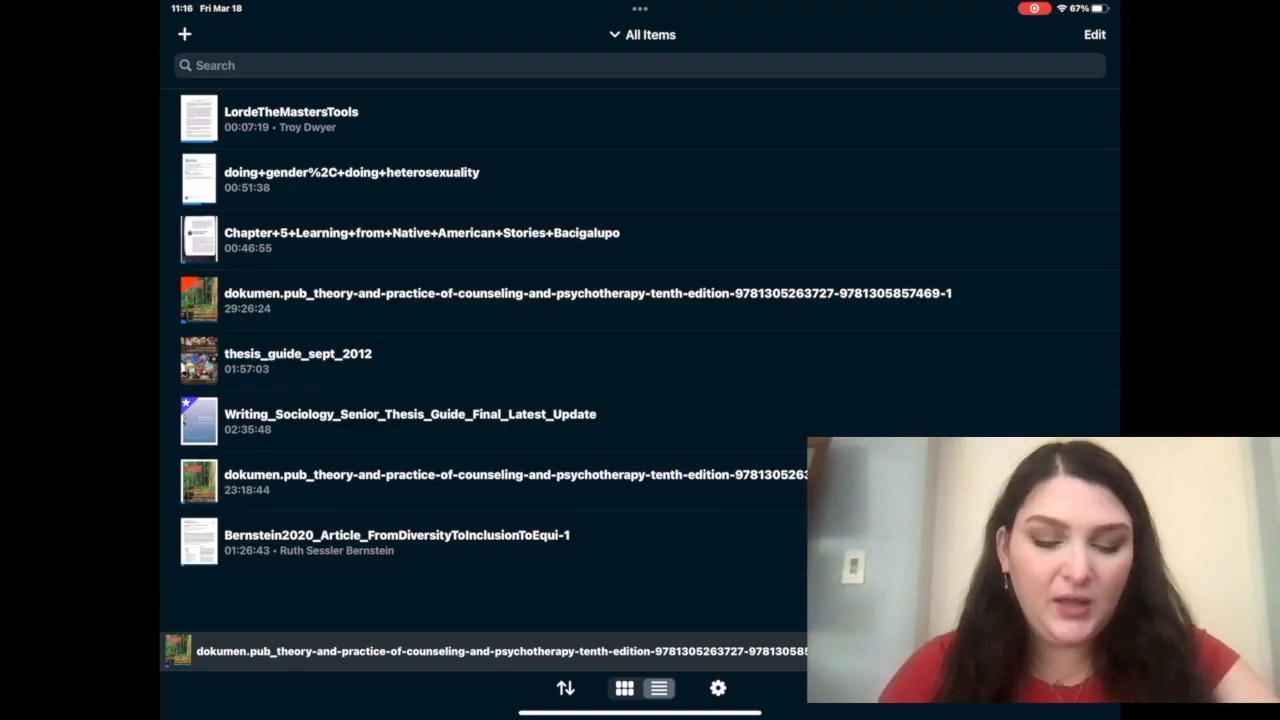 11:16 Fri Mar 18
67%
All Items
Edit
Search
LordeTheMastersTools
00:07:19 • Troy Dwyer
doing+gender%2C+doing+heterosexuality
00:51:38
Chapter+5+Learning+from+Native+American+Stories+Bacigalupo
00:46:55
dokumen.pub_theory-and-practice-of-counseling-and-psychotherapy-tenth-edition-9781305263727-9781305857469-1
29:26:24
thesis_guide_sept_28
01:57:03
Writing_Sociology_Senior_Thesis_Guide_Final_Latest_Update
02:35:48
dokumen.pub_theory-and-practice-of-counseling-and-psychotherapy-tenth-edition-9781305263
23:18:44
Bernstein2020_Article_FromDiversityToInclusionToEqui-1
01:26:43 • Ruth Sessler Bernstein
dokumen.pub_theory-and-practice-of-counseling-and-psychotherapy-tenth-edition-9781305263727-978130585